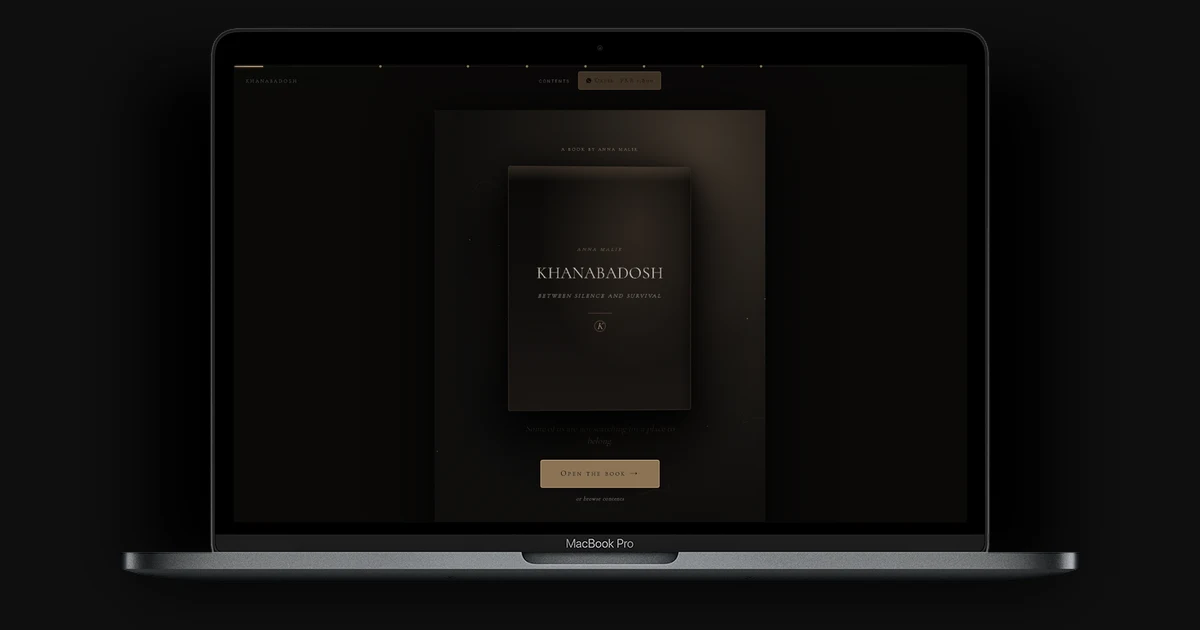 KHANABADOSH
CONTENTS
A BOOK BY ANNA MALIK
ANNA MALIK
KHANABADOSH
BETWEEN SILENCE AND SURVIVAL
K
OPEN THE BOOK →
or browse contents
MacBook Pro